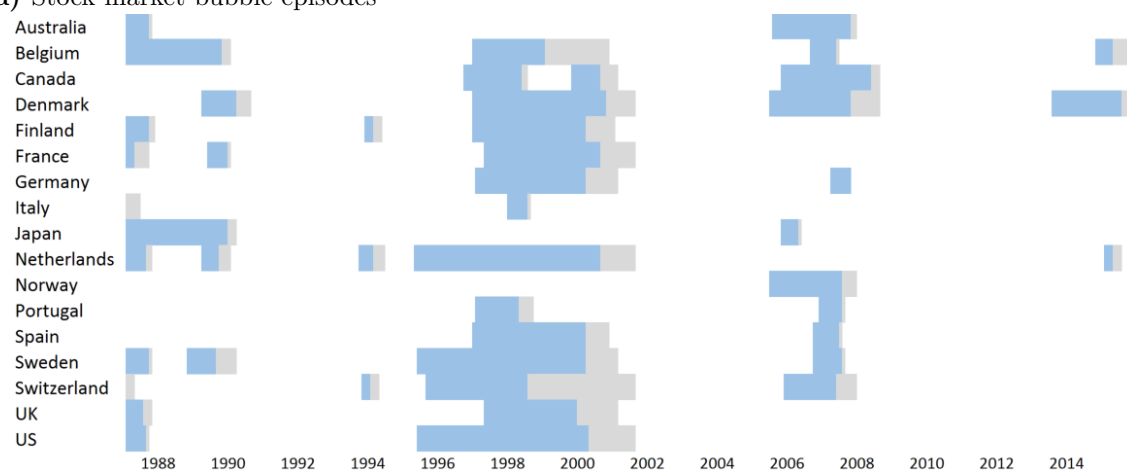 Stock market bubble episodes
Australia
Belgium
Canada
Denmark
Finland
France
Germany
Italy
Japan
Netherlands
Norway
Portugal
Spain
Sweden
Switzerland
UK
US
1988 1990 1992 1994 1996 1998 2000 2002 2004 2006 2008 2010 2012 2014